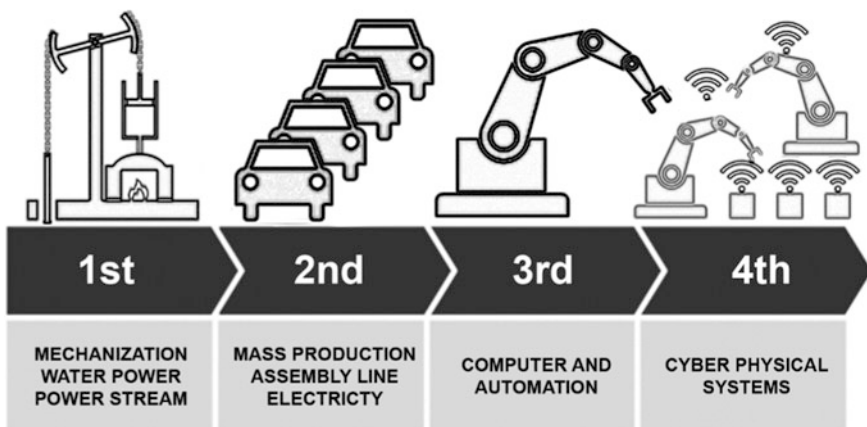 1st
2nd
3rd
4th
MECHANIZATION
WATER POWER
POWER STREAM
MASS PRODUCTION
ASSEMBLY LINE
ELECTRICTY
COMPUTER AND
AUTOMATION
CYBER PHYSICAL
SYSTEMS